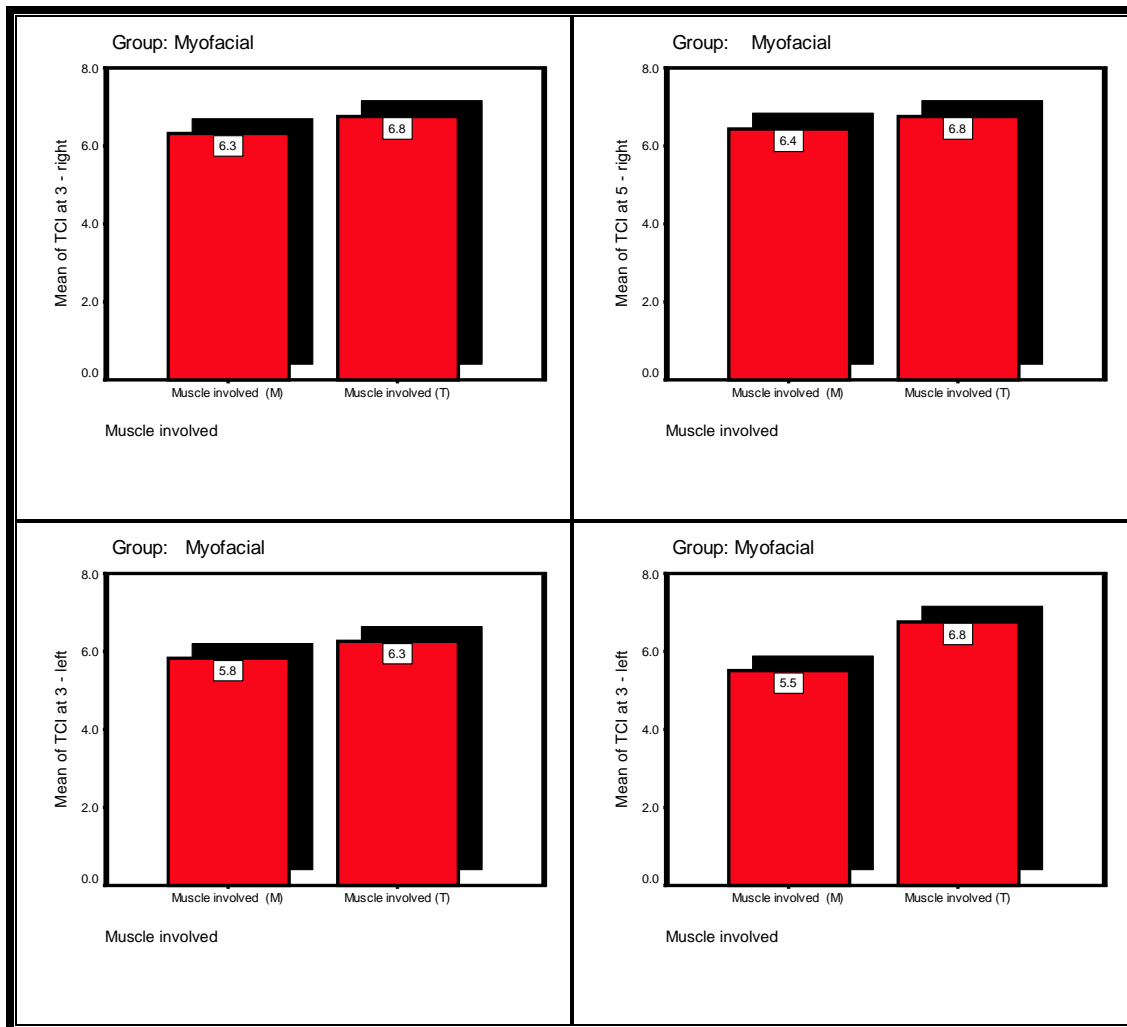 Group: Myofacial
8.0
6.0
4.0
2.0
0.0
Mean of TCI at 3 - right
6.3
6.8
Muscle involved (M)
Muscle involved (T)
Muscle involved
Group: Myofacial
8.0
6.0
4.0
2.0
0.0
Mean of TCI at 5 - right
6.4
6.8
Muscle involved (M)
Muscle involved (T)
Muscle involved
Group: Myofacial
8.0
6.0
4.0
2.0
0.0
Mean of TCI at 3 - left
5.8
6.3
Muscle involved (M)
Muscle involved (T)
Muscle involved
Group: Myofacial
8.0
6.0
4.0
2.0
0.0
Mean of TCI at 3 - left
5.5
6.8
Muscle involved (M)
Muscle involved (T)
Muscle involved